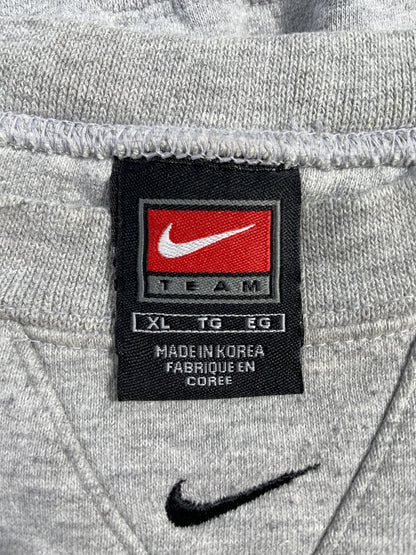 TEAM
XL TG EG
MADE IN KOREA
FABRIQUE EN
COREE